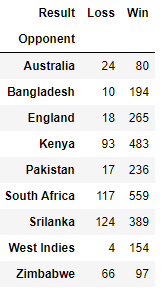 Result Loss Win
Opponent
Australia 24 80
Bangladesh 10 194
England 18 265
Kenya 93 483
Pakistan 17 236
South Africa 117 559
Srilanka 124 389
West Indies 4 154
Zimbabwe 66 97